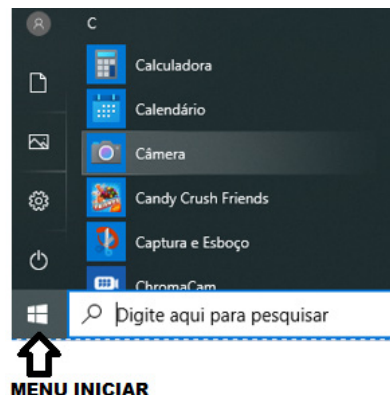 C
Calculadora
Calendário
Câmera
Candy Crush Friends
Captura e Esboço
ChromaCam
Digite aqui para pesquisar
MENU INICIAR